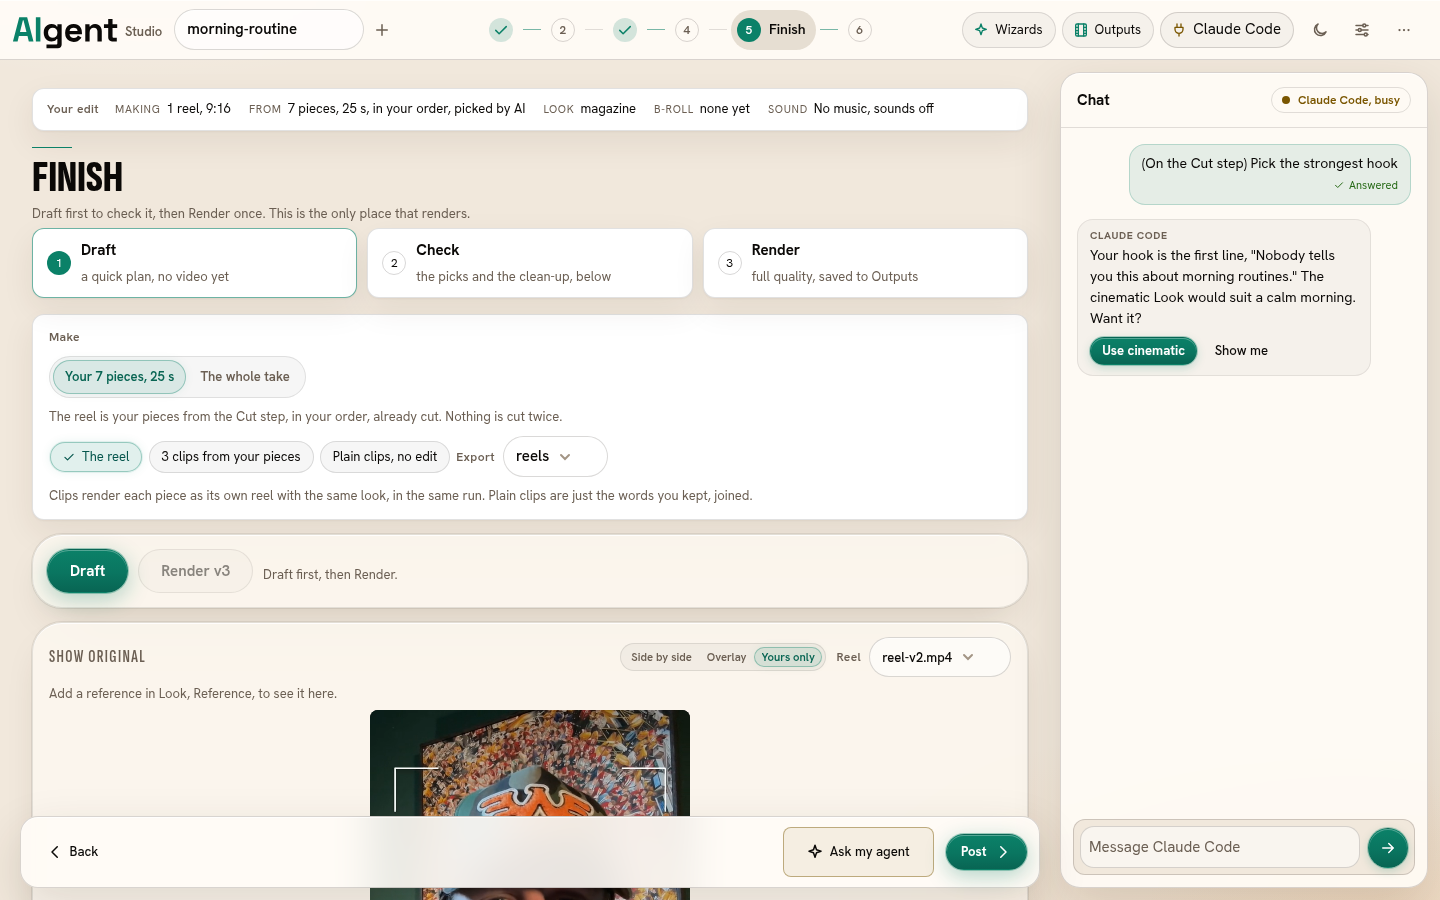 AIgent Studio
morning-routine
2
4
5 Finish
6
Wizards
Outputs
Claude Code
Your edit MAKING 1 reel, 9:16 FROM 7 pieces, 25 s, in your order, picked by AI LOOK magazine B-ROLL none yet SOUND No music, sounds off
FINISH
Draft first to check it, then Render once. This is the only place that renders.
1 Draft
a quick plan, no video yet
2 Check
the picks and the clean-up, below
3 Render
full quality, saved to Outputs
Make
Your 7 pieces, 25 s The whole take
The reel is your pieces from the Cut step, in your order, already cut. Nothing is cut twice.
The reel 3 clips from your pieces Plain clips, no edit Export reels
Clips render each piece as its own reel with the same look, in the same run. Plain clips are just the words you kept, joined.
Draft Render v3 Draft first, then Render.
SHOW ORIGINAL Side by side Overlay Yours only Reel reel-v2.mp4
Add a reference in Look, Reference, to see it here.
Back Ask my agent Post
Chat Claude Code, busy
(On the Cut step) Pick the strongest hook
Answered
CLAUDE CODE
Your hook is the first line, "Nobody tells
you this about morning routines." The
cinematic Look would suit a calm morning.
Want it?
Use cinematic Show me
Message Claude Code